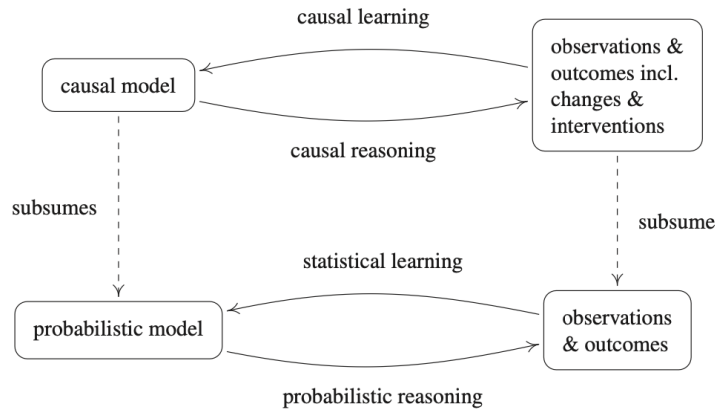 causal learning
causal model
observations &
outcomes incl.
changes &
interventions
causal reasoning
subsumes
subsume
statistical learning
probabilistic model
observations
& outcomes
probabilistic reasoning